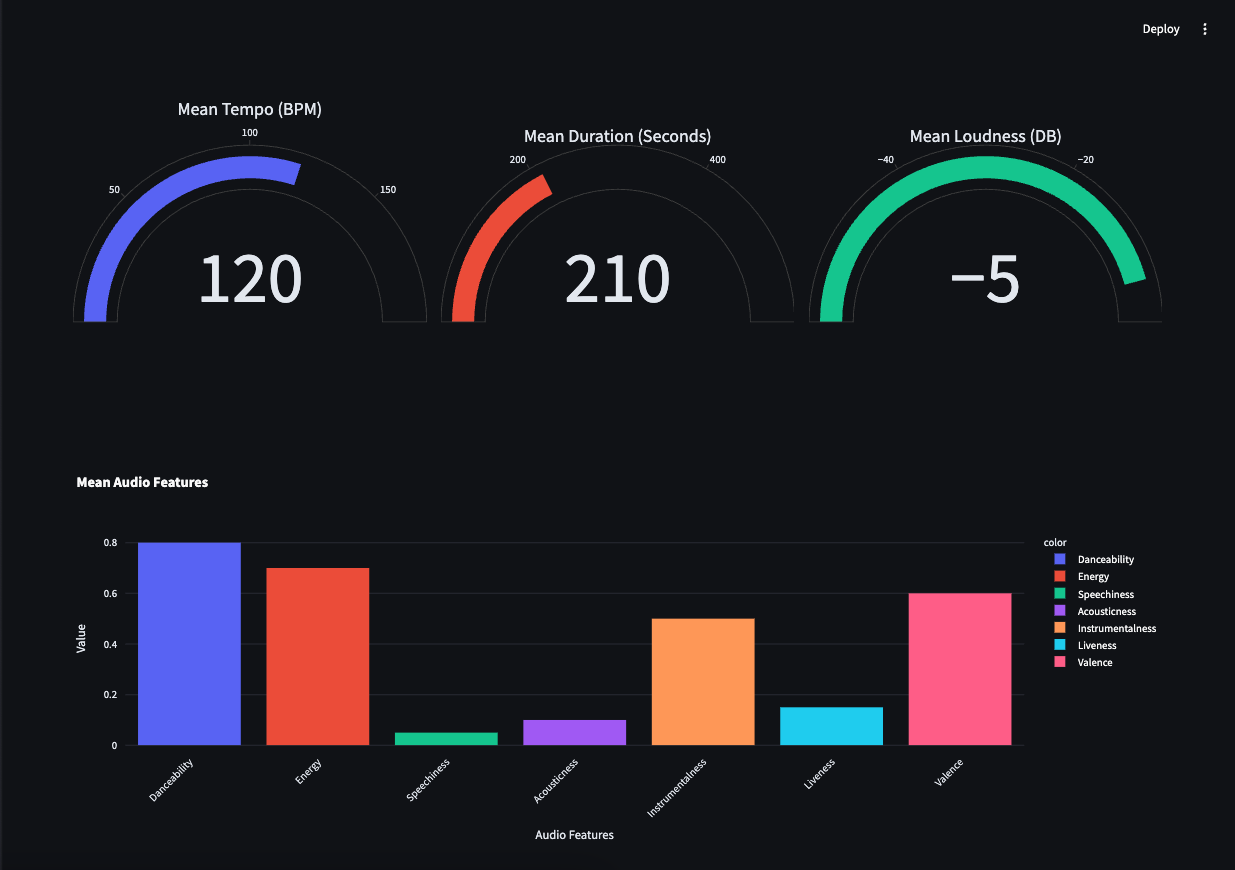 Deploy
Mean Tempo (BPM)
50
100
150
120
Mean Duration (Seconds)
200
400
210
Mean Loudness (DB)
−40
−20
−5
Mean Audio Features
Value
0.8
0.6
0.4
0.2
0
Danceability
Energy
Speechiness
Acousticness
Instrumentalness
Liveness
Valence
Audio Features
color
Danceability
Energy
Speechiness
Acousticness
Instrumentalness
Liveness
Valence